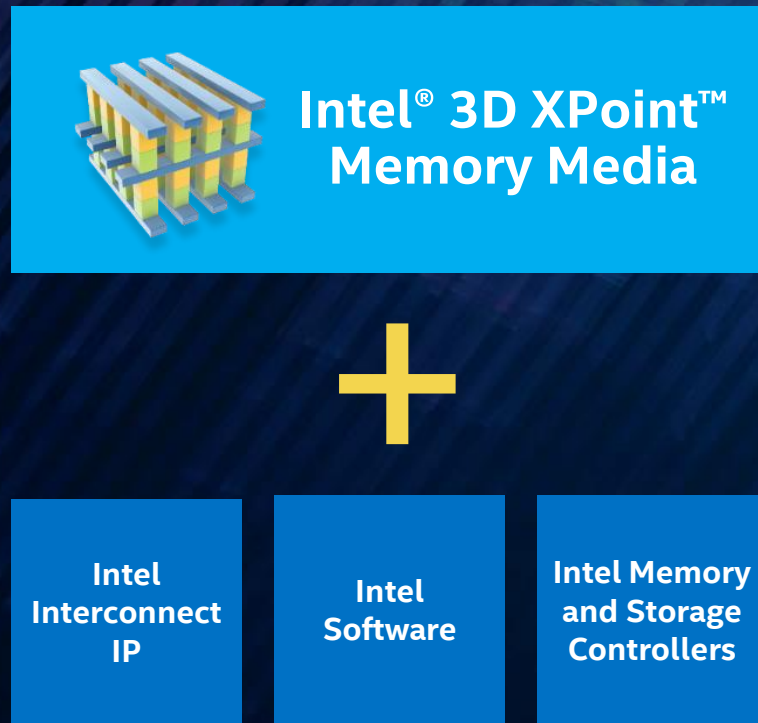 Intel® 3D XPoint™
Memory Media
Intel
Interconnect
IP
Intel
Software
Intel Memory
and Storage
Controllers